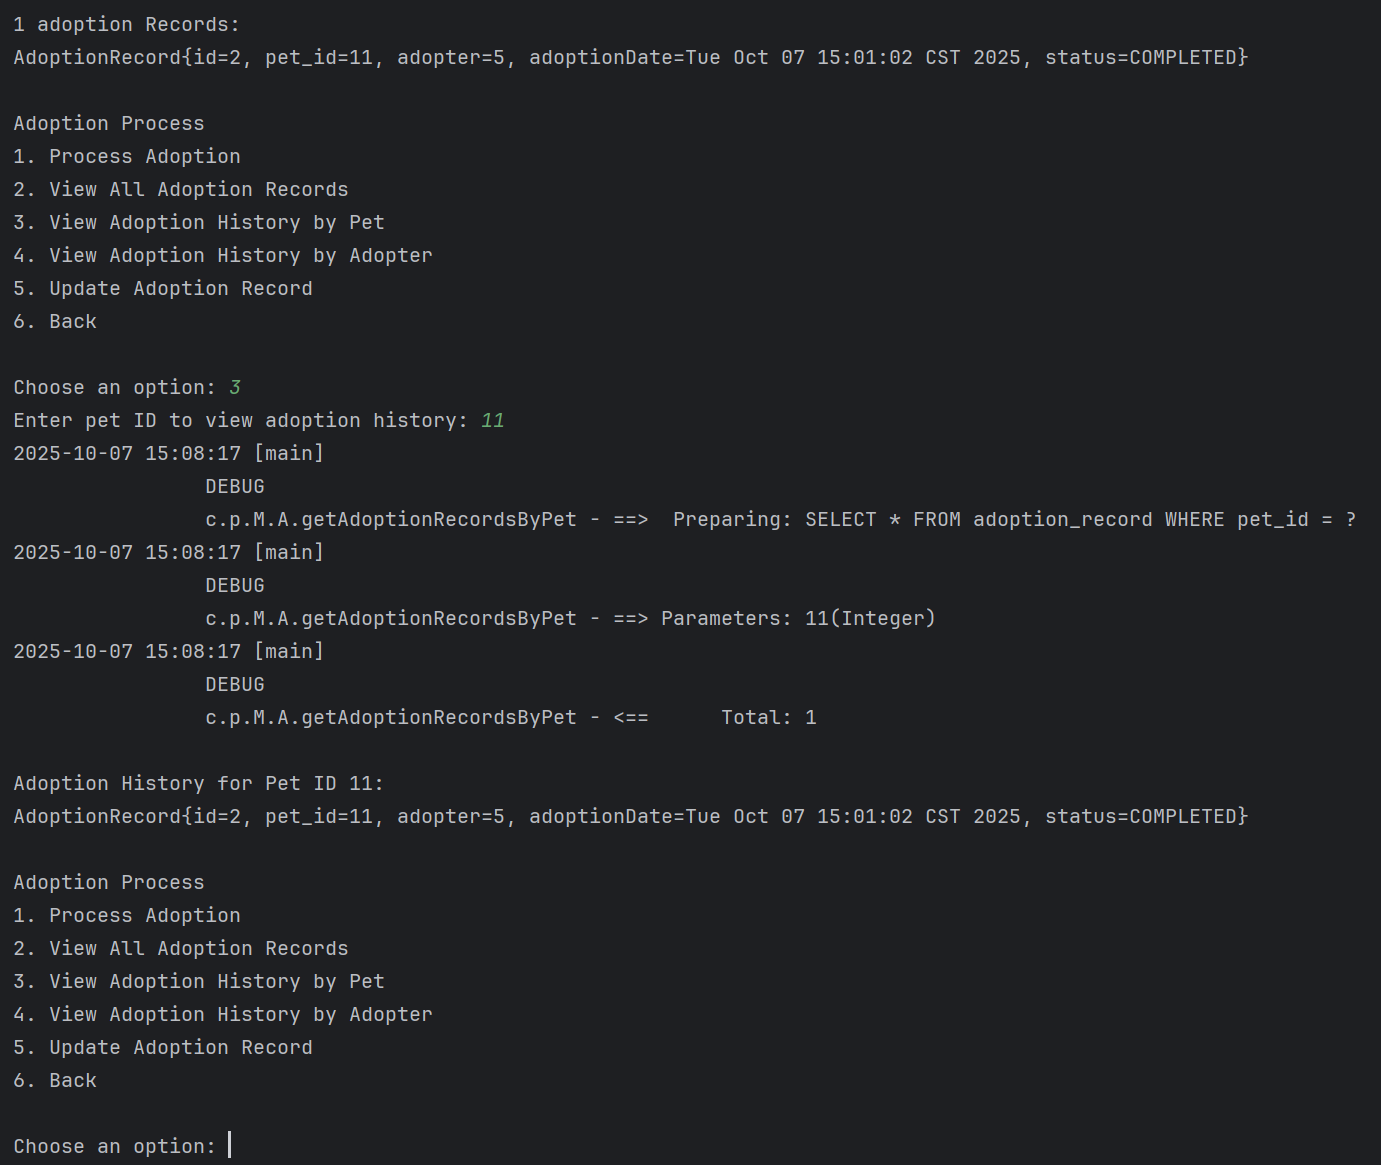 1 adoption Records:
AdoptionRecord{id=2, pet_id=11, adopter=5, adoptionDate=Tue Oct 07 15:01:02 CST 2025, status=COMPLETED}
Adoption Process
1. Process Adoption
2. View All Adoption Records
3. View Adoption History by Pet
4. View Adoption History by Adopter
5. Update Adoption Record
6. Back
Choose an option: 3
Enter pet ID to view adoption history: 11
2025-10-07 15:08:17 [main]
DEBUG
c.p.M.A.getAdoptionRecordsByPet - ==>  Preparing: SELECT * FROM adoption_record WHERE pet_id = ?
2025-10-07 15:08:17 [main]
DEBUG
c.p.M.A.getAdoptionRecordsByPet - ==> Parameters: 11(Integer)
2025-10-07 15:08:17 [main]
DEBUG
c.p.M.A.getAdoptionRecordsByPet - <==      Total: 1
Adoption History for Pet ID 11:
AdoptionRecord{id=2, pet_id=11, adopter=5, adoptionDate=Tue Oct 07 15:01:02 CST 2025, status=COMPLETED}
Adoption Process
1. Process Adoption
2. View All Adoption Records
3. View Adoption History by Pet
4. View Adoption History by Adopter
5. Update Adoption Record
6. Back
Choose an option: